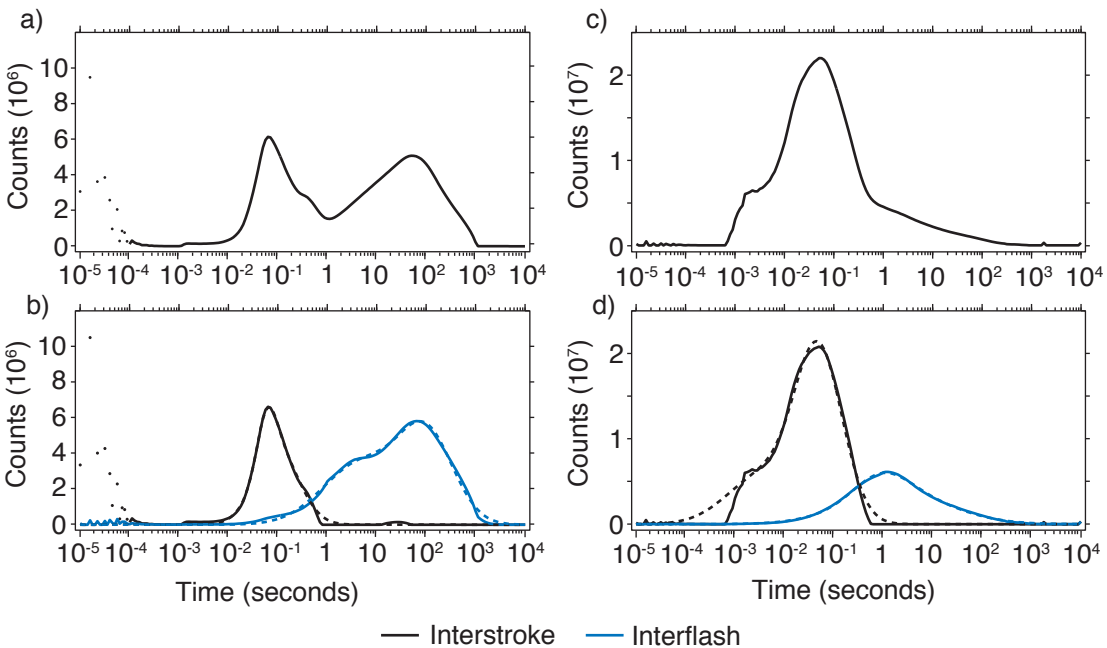 a)
Counts (10⁶)
10
8
6
4
2
0
10⁻⁵ 10⁻⁴ 10⁻³ 10⁻² 10⁻¹ 1 10 10² 10³ 10⁴
c)
Counts (10⁷)
2
1
0
10⁻⁵ 10⁻⁴ 10⁻³ 10⁻² 10⁻¹ 1 10 10² 10³ 10⁴
b)
Counts (10⁶)
10
8
6
4
2
0
10⁻⁵ 10⁻⁴ 10⁻³ 10⁻² 10⁻¹ 1 10 10² 10³ 10⁴
Time (seconds)
d)
Counts (10⁷)
2
1
0
10⁻⁵ 10⁻⁴ 10⁻³ 10⁻² 10⁻¹ 1 10 10² 10³ 10⁴
Time (seconds)
Interstroke Interflash